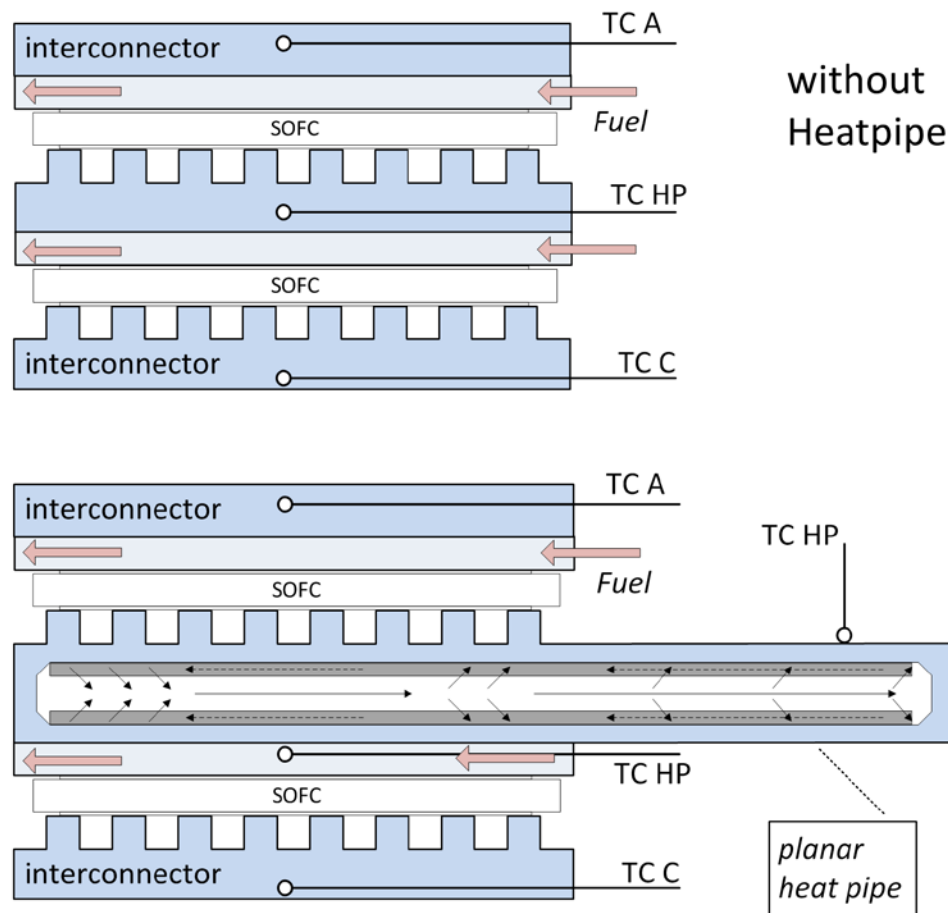 TC A
interconnector
without
Heatpipe
Fuel
SOFC
TC HP
SOFC
interconnector
TC C
TC A
interconnector
TC HP
Fuel
SOFC
TC HP
SOFC
planar
heat pipe
interconnector
TC C